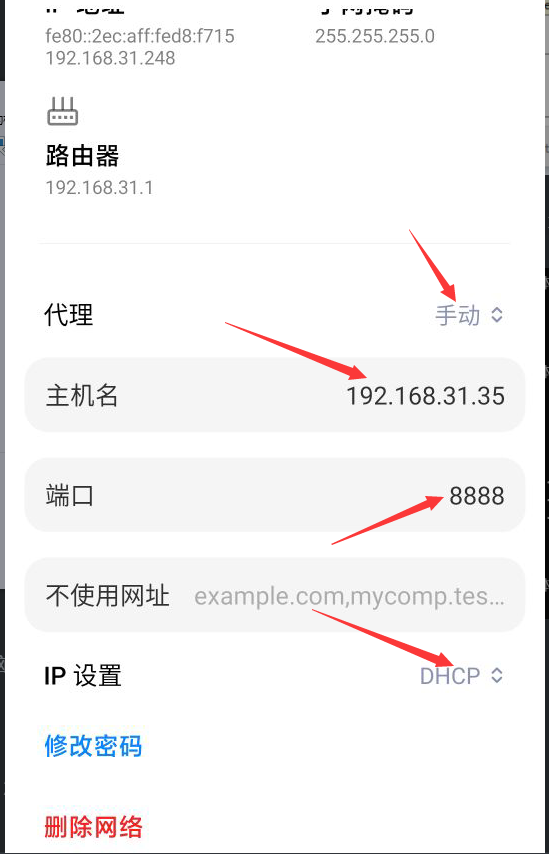 fe80::2ec:aff:fed8:f715
255.255.255.0
192.168.31.248
路由器
192.168.31.1
代理
手动
主机名
192.168.31.35
端口
8888
不使用网址
example.com,mycomp.tes...
IP 设置
DHCP
修改密码
删除网络